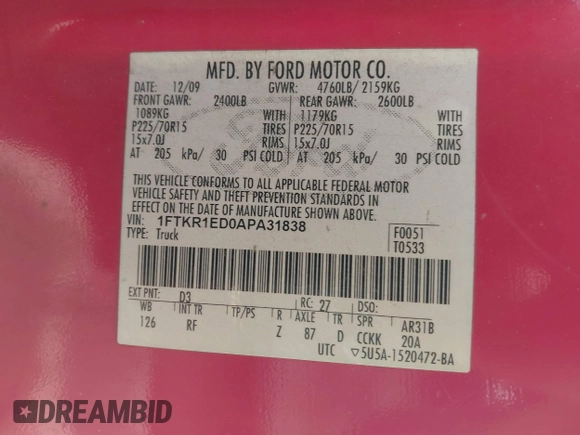 MFD. BY FORD MOTOR CO.
DATE: 12/09 GVWR: 4760LB/ 2159KG
FRONT GAWR: 2400LB REAR GAWR: 2600LB
1089KG WITH 1179KG WITH
P225/70R15 TIRES P225/70R15 TIRES
15x7.0J RIMS 15x7.0J RIMS
AT 205 kPa/ 30 PSI COLD AT 205 kPa/ 30 PSI COLD
THIS VEHICLE CONFORMS TO ALL APPLICABLE FEDERAL MOTOR
VEHICLE SAFETY AND THEFT PREVENTION STANDARDS IN
EFFECT ON THE DATE OF MANUFACTURE SHOWN ABOVE.
VIN: 1FTKR1ED0APA31838 F0051
TYPE: Truck T0533
EXT PNT: D3 RC: 27 DSO:
WB INT TR TP/PS R AXLE TR SPR AR31B
126 RF Z 87 D CCKK 20A
UTC ▽5U5A-1520472-BA
DREAMBID